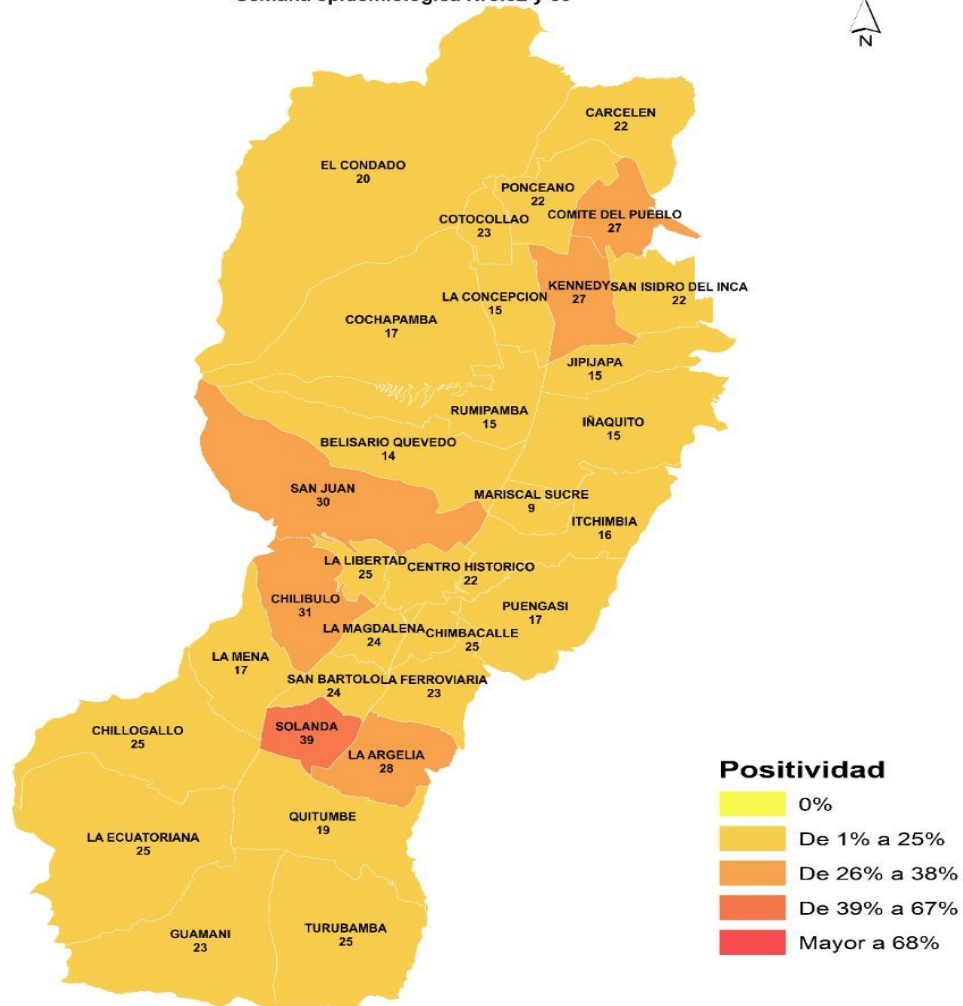 N
CARCELEN
22
EL CONDADO
20
PONCEANO
22
COTOCOLLAO
23
COMITE DEL PUEBLO
27
KENNEDY
27
SAN ISIDRO DEL INCA
22
LA CONCEPCION
15
COCHAPAMBA
17
JIPIJAPA
15
RUMIPAMBA
15
IÑAQUITO
15
BELISARIO QUEVEDO
14
SAN JUAN
30
MARISCAL SUCRE
9
ITCHIMBIA
16
LA LIBERTAD
25
CENTRO HISTORICO
22
CHILIBULO
31
PUENGASI
17
LA MAGDALENA
24
CHIMBACALLE
25
LA MENA
17
SAN BARTOLO
24
LA FERROVIARIA
23
SOLANDA
39
CHILLOGALLO
25
LA ARGELIA
28
QUITUMBE
19
LA ECUATORIANA
25
GUAMANI
23
TURUBAMBA
25
Positividad
0%
De 1% a 25%
De 26% a 38%
De 39% a 67%
Mayor a 68%